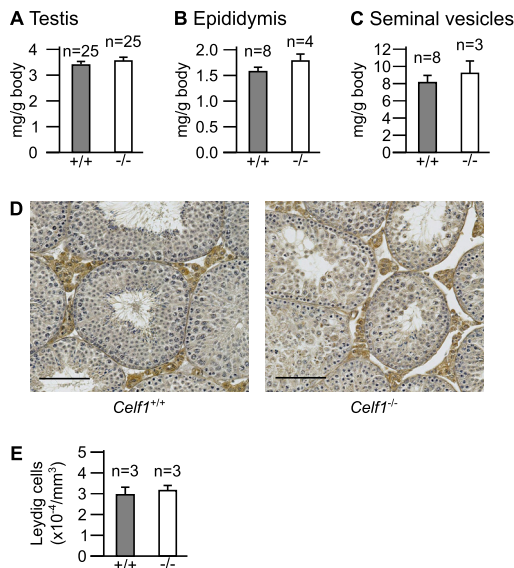 A Testis
n=25
n=25
mg/g body
4
3
2
1
0
+/+
-/-
B Epididymis
n=8
n=4
mg/g body
2.0
1.5
1.0
0.5
0.0
+/+
-/-
C Seminal vesicles
n=8
n=3
mg/g body
12
10
8
6
4
2
0
+/+
-/-
D
Celf1+/+
Celf1-/-
E
n=3
n=3
Leydig cells
(x10-4/mm3)
5
4
3
2
1
0
+/+
-/-